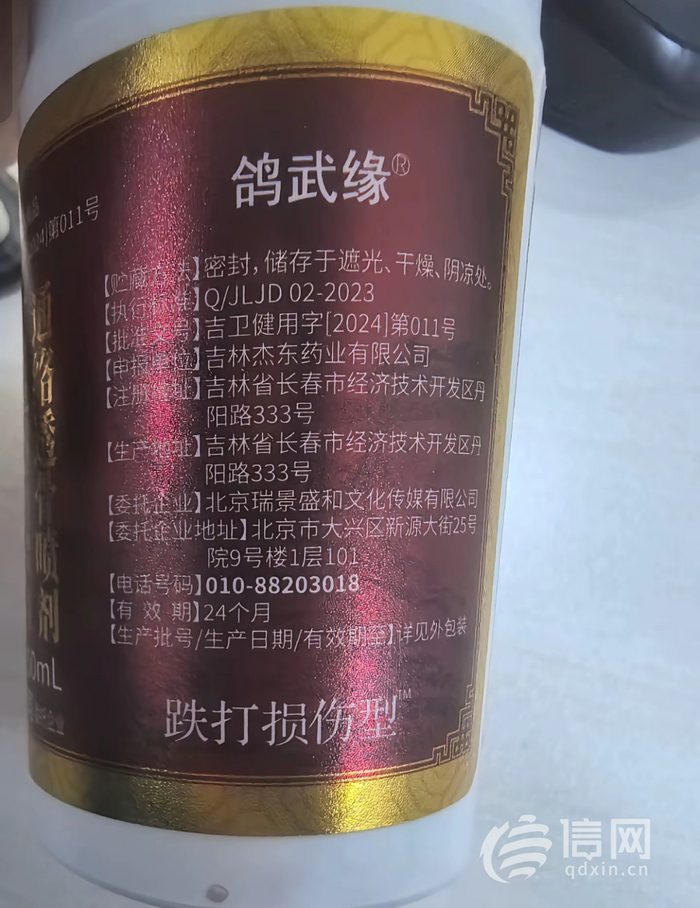 鸽武缘®
2024]第011号
【贮藏方法】密封，储存于遮光、干燥、阴凉处。
【执行标准】Q/JLJD 02-2023
【批准文号】吉卫健用字[2024]第011号
【申报单位】吉林杰东药业有限公司
【注册地址】吉林省长春市经济技术开发区丹
阳路333号
【生产地址】吉林省长春市经济技术开发区丹
阳路333号
【委托企业】北京瑞景盛和文化传媒有限公司
【委托企业地址】北京市大兴区新源大街25号
院9号楼1层101
【电话号码】010-88203018
【有 效 期】24个月
【生产批号/生产日期/有效期至】详见外包装
跌打损伤型™
骨喷剂
0mL
信网
qdxin.cn